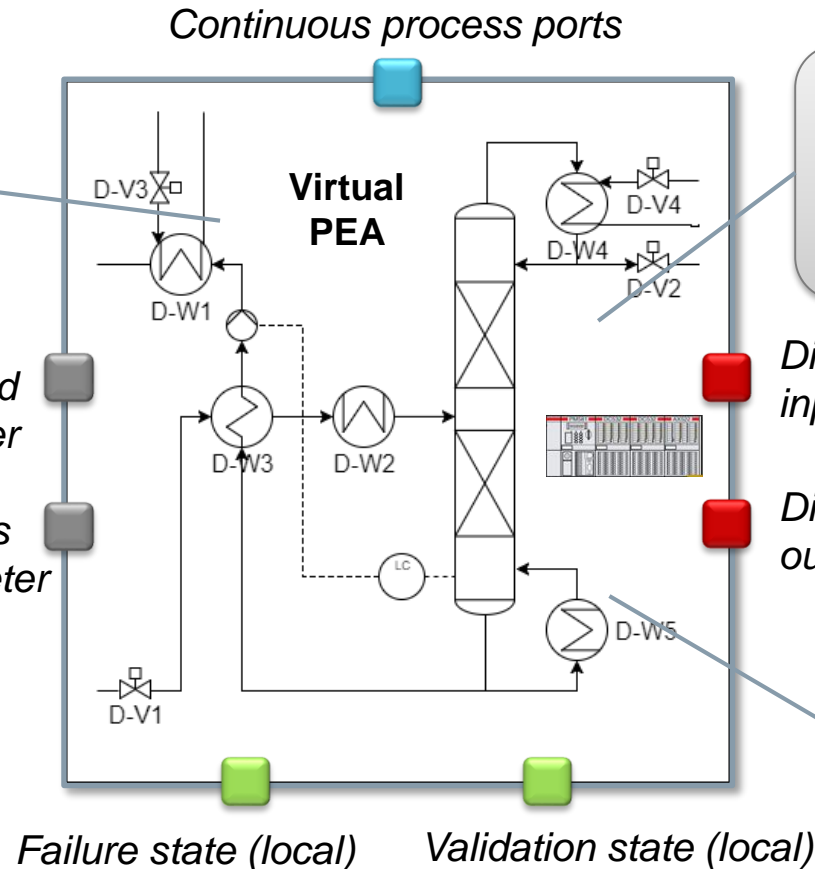 Continuous process ports
D-V3
Virtual
PEA
D-V4
D-W4
D-V2
D-W1
D-W3
D-W2
LC
D-W5
D-V1
Failure state (local)
Validation state (local)